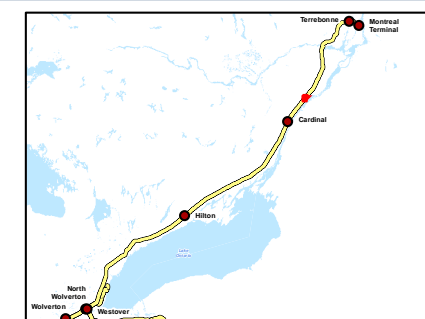 Terrebonne
Montreal
Terminal
Cardinal
Hilton
Lake
Ontario
North
Wolverton
Wolverton
Westover